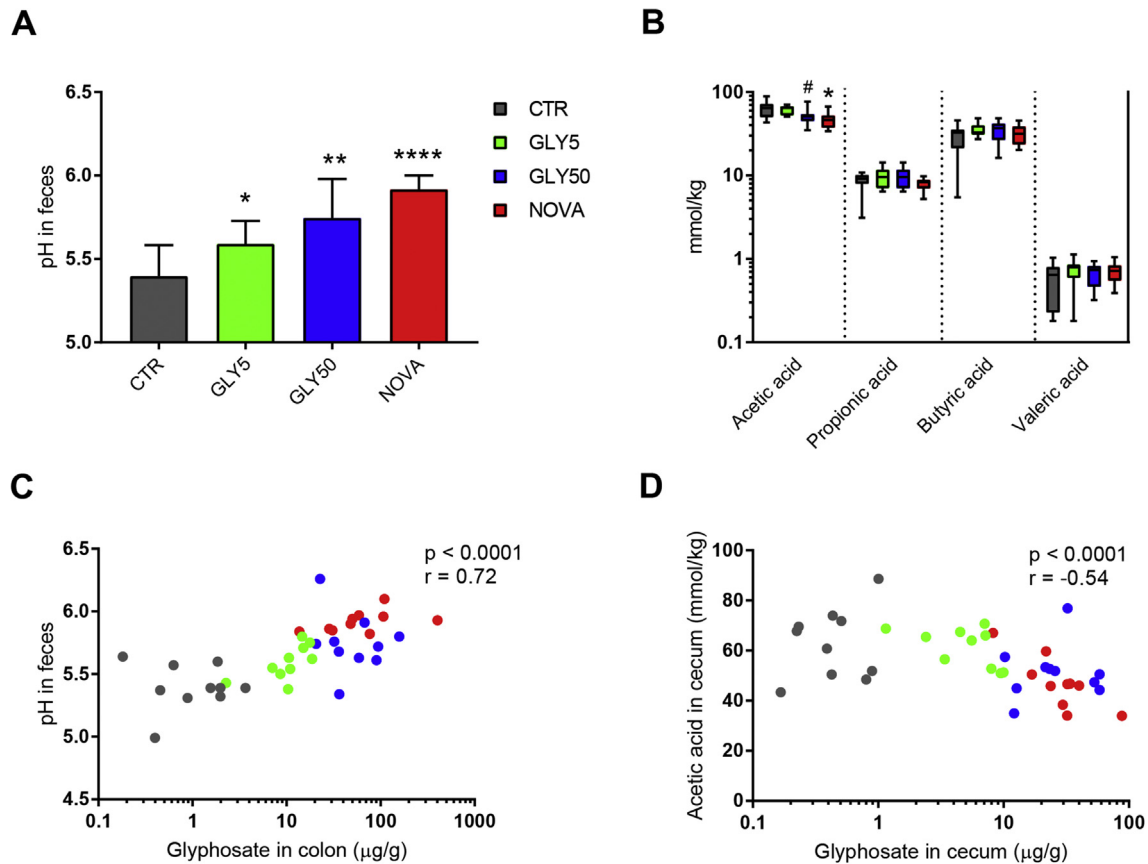 A
pH in feces
6.5
6.0
5.5
5.0
*
**
****
CTR
GLY5
GLY50
NOVA
CTR
GLY5
GLY50
NOVA
B
mmol/kg
100
10
1
0.1
#
*
Acetic acid
Propionic acid
Butyric acid
Valeric acid
C
pH in feces
6.5
6.0
5.5
5.0
4.5
p < 0.0001
r = 0.72
0.1 1 10 100 1000
Glyphosate in colon (μg/g)
D
Acetic acid in cecum (mmol/kg)
100
80
60
40
20
0
p < 0.0001
r = -0.54
0.1 1 10 100
Glyphosate in cecum (μg/g)